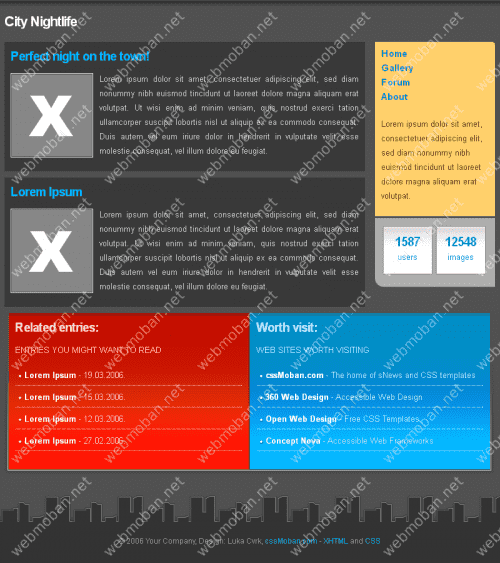 City Nightlife
Perfect night on the town!
X
Lorem ipsum dolor sit amet, consectetuer adipiscing elit, sed diam
nonummy nibh euismod tincidunt ut laoreet dolore magna aliquam erat
volutpat. Ut wisi enim ad minim veniam, quis nostrud exerci tation
ullamcorper suscipit lobortis nisl ut aliquip ex ea commodo consequat.
Duis autem vel eum iriure dolor in hendrerit in vulputate velit esse
molestie consequat, vel illum dolore eu feugiat.
Lorem Ipsum
X
Lorem ipsum dolor sit amet, consectetuer adipiscing elit, sed diam
nonummy nibh euismod tincidunt ut laoreet dolore magna aliquam erat
volutpat. Ut wisi enim ad minim veniam, quis nostrud exerci tation
ullamcorper suscipit lobortis nisl ut aliquip ex ea commodo consequat.
Duis autem vel eum iriure dolor in hendrerit in vulputate velit esse
molestie consequat, vel illum dolore eu feugiat.
Home
Gallery
Forum
About
Lorem ipsum dolor sit amet,
consectetuer adipiscing elit,
sed diam nonummy nibh
euismod tincidunt ut laoreet
dolore magna aliquam erat
volutpat.
1587
users
12548
images
Related entries:
ENTRIES YOU MIGHT WANT TO READ
• Lorem Ipsum - 19.03.2006.
• Lorem Ipsum - 15.03.2006.
• Lorem Ipsum - 12.03.2006.
• Lorem Ipsum - 27.02.2006.
Worth visit:
WEB SITES WORTH VISITING
• cssMoban.com - The home of sNews and CSS templates
• 360 Web Design - Accessible Web Design
• Open Web Design - Free CSS Templates
• Concept Nova - Accessible Web Frameworks
© 2006 Your Company, Design: Luka Cvrk, cssMoban.com - XHTML and CSS
webmoban.net